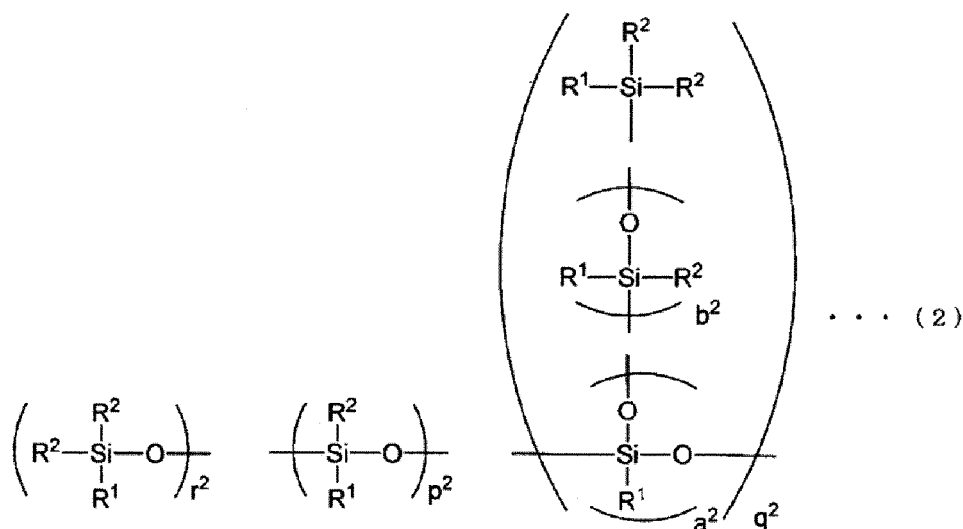 R²
R¹—Si—R²
O
R¹—Si—R²
b²
· · · (2)
O
R² R² Si—O
R²—Si—O Si—O R¹
R¹ r² R¹ p² a² q²